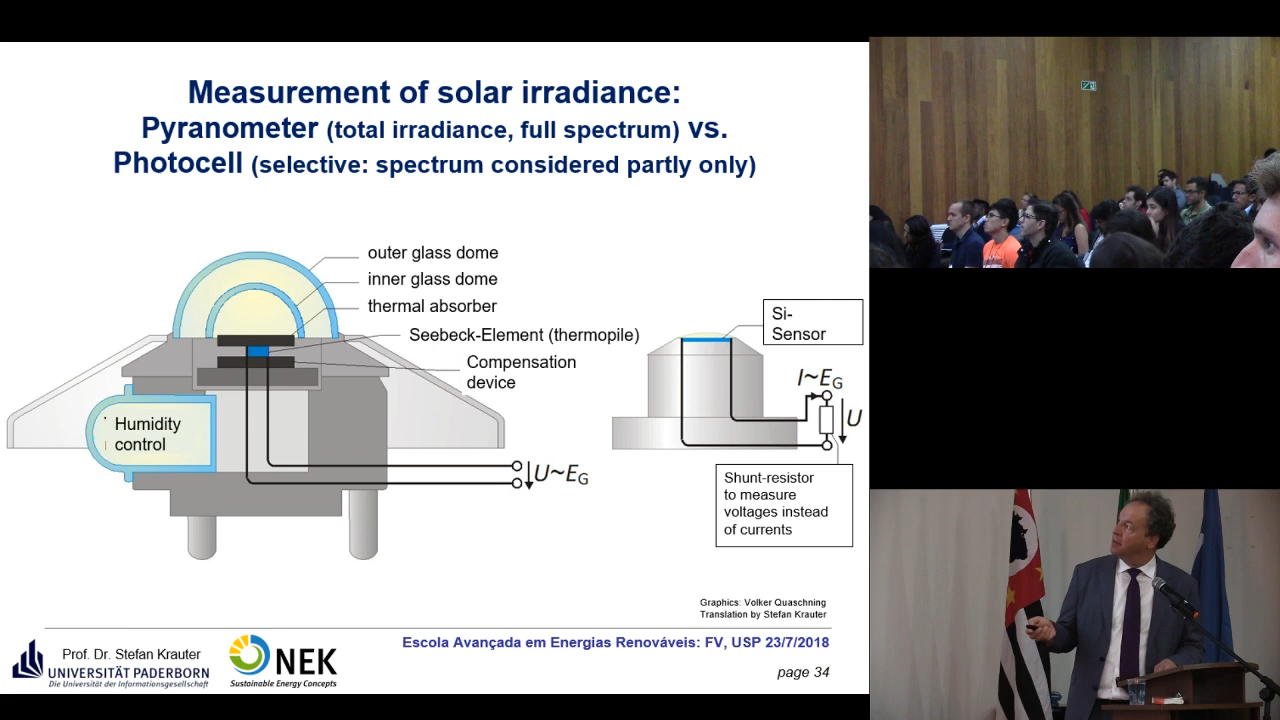 Measurement of solar irradiance:
Pyranometer (total irradiance, full spectrum) vs.
Photocell (selective: spectrum considered partly only)
outer glass dome
inner glass dome
thermal absorber
Seebeck-Element (thermopile)
Compensation
device
Humidity
control
U~EG
Si-
Sensor
I~EG
U
Shunt-resistor
to measure
voltages instead
of currents
Graphics: Volker Quaschning
Translation by Stefan Krauter
Escola Avançada em Energias Renováveis: FV, USP 23/7/2018
page 34
Prof. Dr. Stefan Krauter
UNIVERSITÄT PADERBORN
Die Universität der Informationsgesellschaft
NEK
Sustainable Energy Concepts